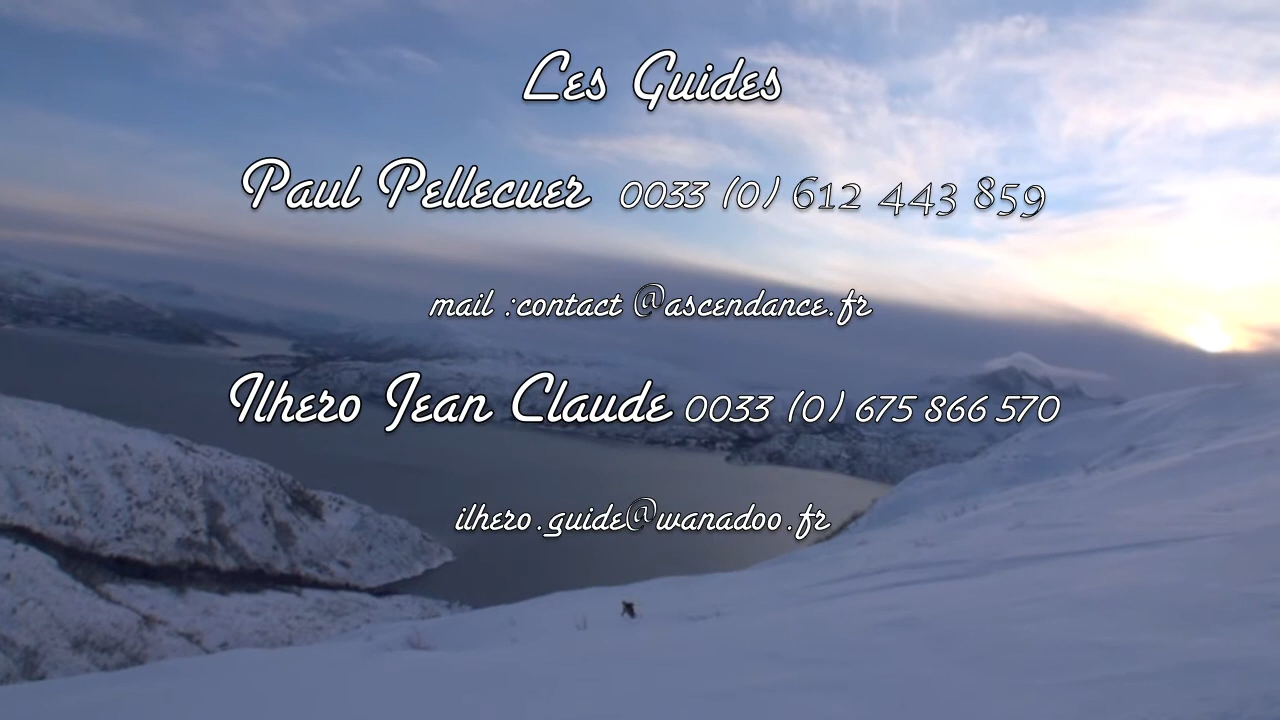 Les Guides
Paul Pellecuer 0033 (0) 612 443 859
mail :contact @ascendance.fr
Ilhero Jean Claude 0033 (0) 675 866 570
ilhero.guide@wanadoo.fr